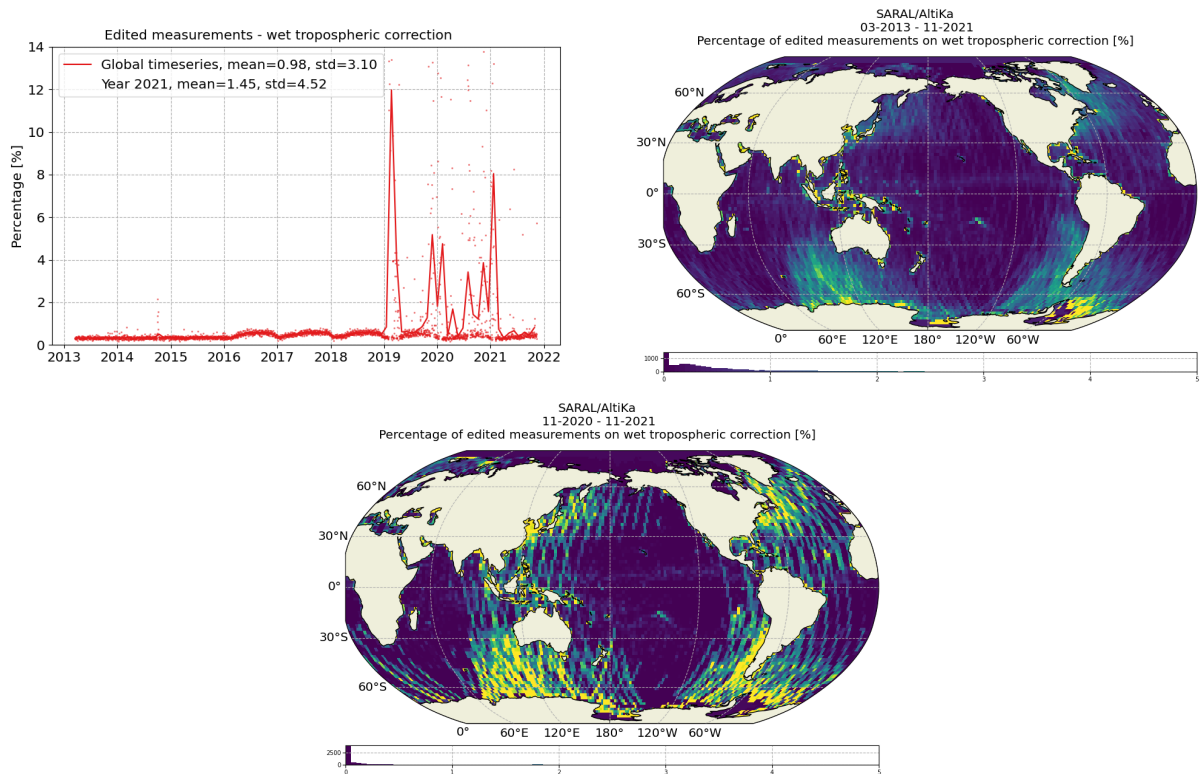 Edited measurements - wet tropospheric correction
Global timeseries, mean=0.98, std=3.10
Year 2021, mean=1.45, std=4.52
Percentage [%]
14
12
10
8
6
4
2
0
2013 2014 2015 2016 2017 2018 2019 2020 2021 2022
SARAL/AltiKa
03-2013 - 11-2021
Percentage of edited measurements on wet tropospheric correction [%]
60°N
30°N
0°
30°S
60°S
0° 60°E 120°E 180° 120°W 60°W
1000
0
0 1 2 3 4 5
SARAL/AltiKa
11-2020 - 11-2021
Percentage of edited measurements on wet tropospheric correction [%]
60°N
30°N
0°
30°S
60°S
0° 60°E 120°E 180° 120°W 60°W
2500
0
0 1 2 3 4 5